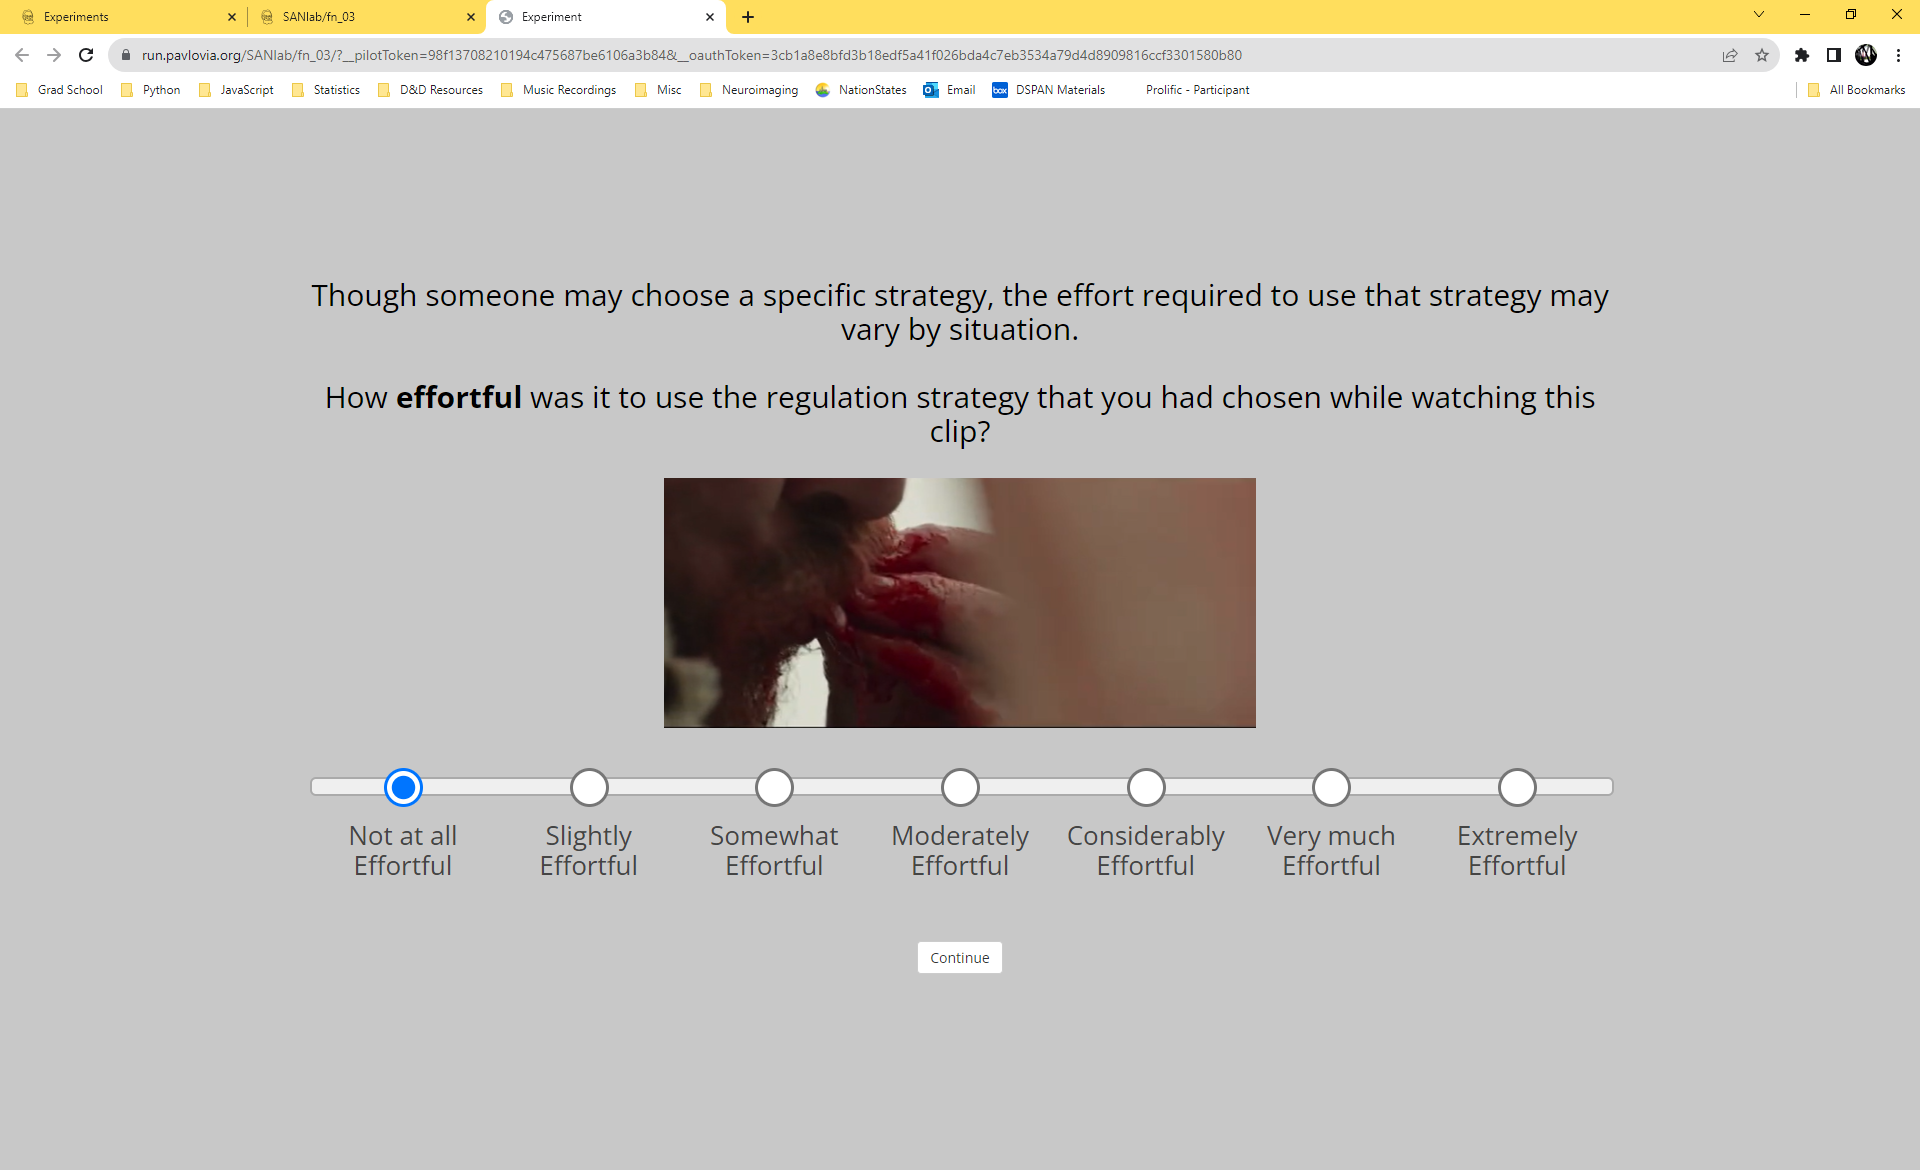 Experiments
SANlab/fn_03
Experiment
run.pavlovia.org/SANlab/fn_03/?__pilotToken=98f13708210194c475687be6106a3b84&__oauthToken=3cb1a8e8bfd3b18edf5a41f026bda4c7eb3534a79d4d8909816ccf3301580b80
Grad School
Python
JavaScript
Statistics
D&D Resources
Music Recordings
Misc
Neuroimaging
NationStates
Email
box
DSPAN Materials
Prolific - Participant
All Bookmarks
Though someone may choose a specific strategy, the effort required to use that strategy may
vary by situation.
How effortful was it to use the regulation strategy that you had chosen while watching this
clip?
Not at all
Effortful
Slightly
Effortful
Somewhat
Effortful
Moderately
Effortful
Considerably
Effortful
Very much
Effortful
Extremely
Effortful
Continue